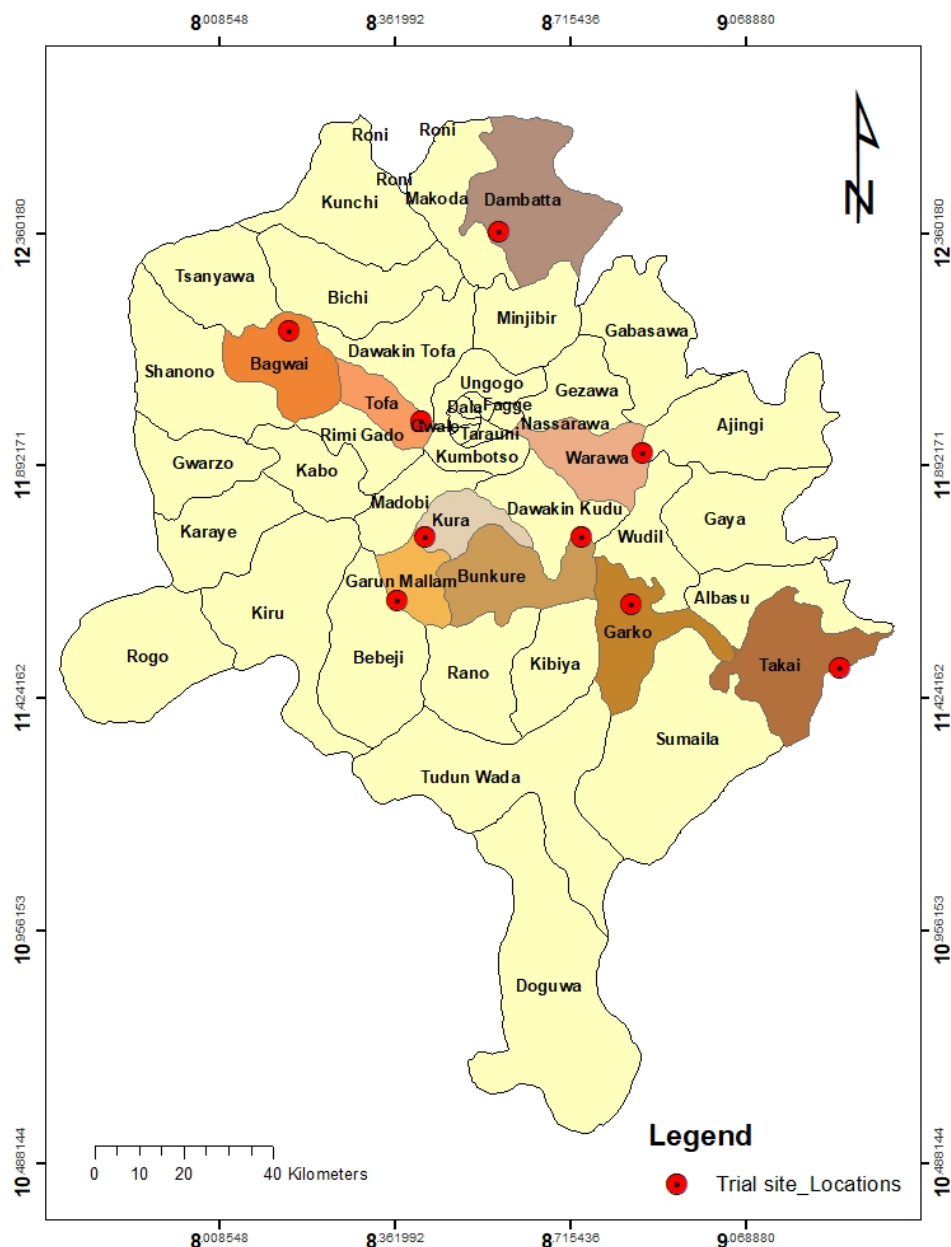 8.008548 8.361992 8.715436 9.068880
Roni Roni
Roni
Kunchi Makoda Dambatta
N
12.360180 12.360180
Tsanyawa
Bichi
Minjibir
Gabasawa
Dawakin Tofa
Shanono Bagwai
Ungogo
Gezawa
Tofa Dala Fagge
Nassarawa Ajingi
Rimi Gado Gwale Tarauni
Kumbotso Warawa
11.892171 Gwarzo 11.892171
Kabo
Madobi Dawakin Kudu
Kura Gaya
Karaye Wudil
Garun Mallam Bunkure
Albasu
Kiru
Garko
Rogo Bebeji Rano Kibiya Takai
11.424162 11.424162
Sumaila
Tudun Wada
10.956153 10.956153
Doguwa
Legend
10.488144 10.488144
0 10 20 40 Kilometers
Trial site_Locations
8.008548 8.361992 8.715436 9.068880